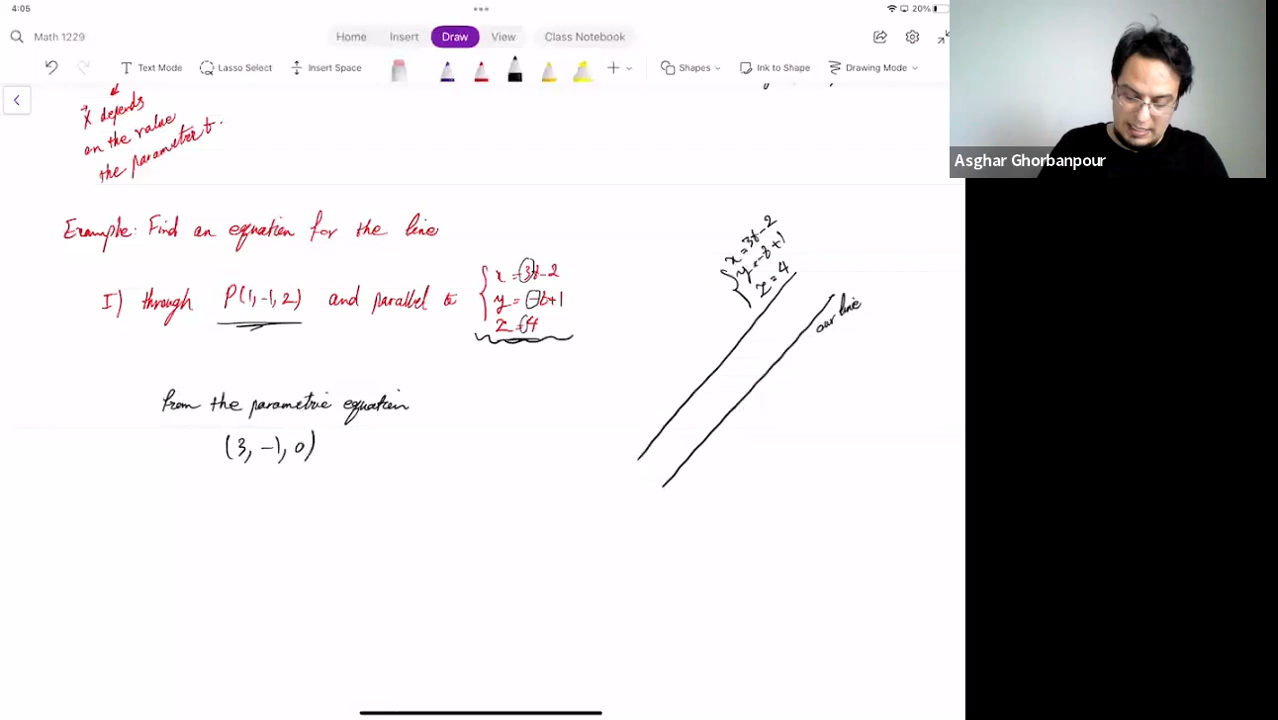 4:05
20%
Math 1229
Home Insert Draw View Class Notebook
Text Mode Lasso Select Insert Space Shapes Ink to Shape Drawing Mode
X depends
on the value
the parameter t.
Example: Find an equation for the line
I) through P(1,-1,2) and parallel to { x = 3t-2
y = -t+1
z = 4
x = 3t-2
y = -t+1
z = 4
our line
From the parametric equation
(3, -1, 0)
Asghar Ghorbanpour